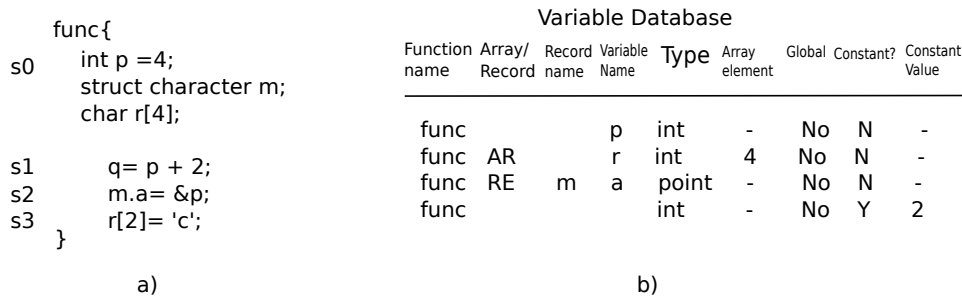 func{
s0 int p =4;
struct character m;
char r[4];
s1 q= p + 2;
s2 m.a= &p;
s3 r[2]= 'c';
}
a)
Variable Database
Function name Array/ Record Record name Variable Name Type Array element Global Constant? Constant Value
func p int - No N -
func AR r int 4 No N -
func RE m a point - No N -
func int - No Y 2
b)